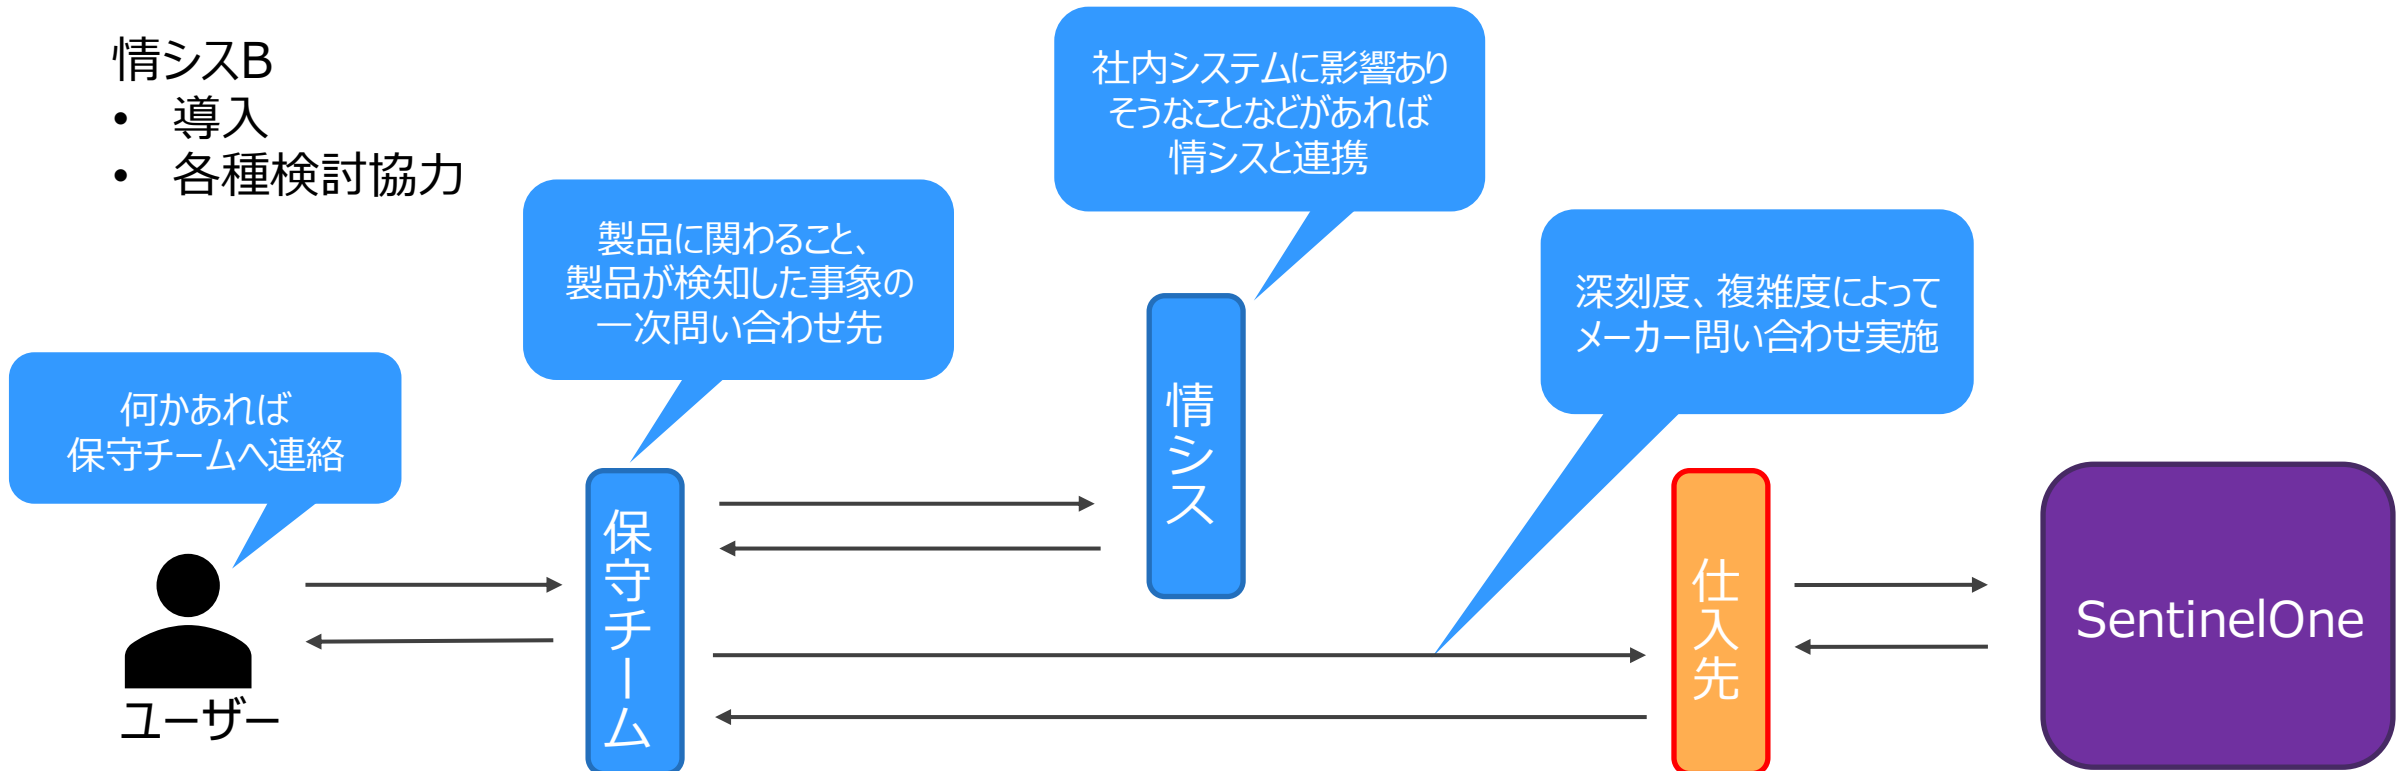 情シスB
• 導入
• 各種検討協力
社内システムに影響あり
そうなことなどがあれば
情シスと連携
製品に関わること、
製品が検知した事象の
一次問い合わせ先
深刻度、複雑度によって
メーカー問い合わせ実施
何かあれば
保守チームへ連絡
情シス
保守チーム
仕入先
SentinelOne
ユーザー